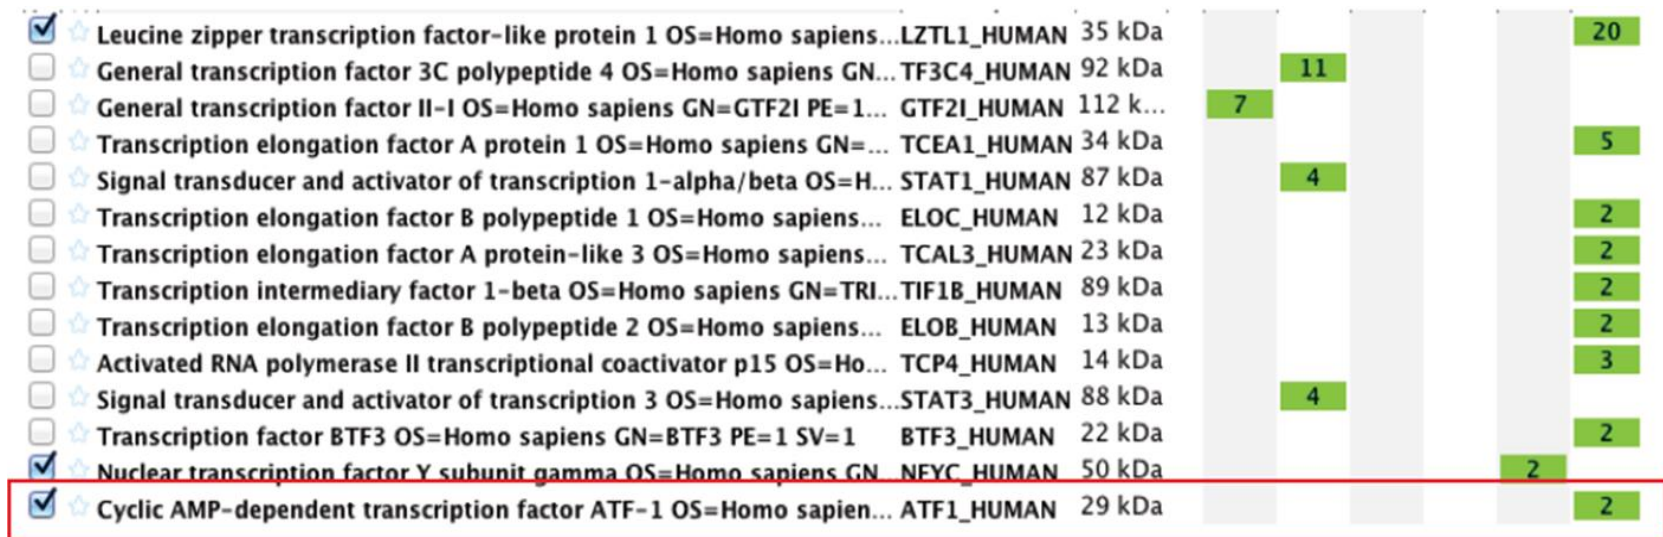 Leucine zipper transcription factor-like protein 1 OS=Homo sapiens...LZTL1_HUMAN 35 kDa 20
General transcription factor 3C polypeptide 4 OS=Homo sapiens GN... TF3C4_HUMAN 92 kDa 11
General transcription factor II-I OS=Homo sapiens GN=GTF2I PE=1... GTF2I_HUMAN 112 k... 7
Transcription elongation factor A protein 1 OS=Homo sapiens GN=... TCEA1_HUMAN 34 kDa 5
Signal transducer and activator of transcription 1-alpha/beta OS=H... STAT1_HUMAN 87 kDa 4
Transcription elongation factor B polypeptide 1 OS=Homo sapiens... ELOC_HUMAN 12 kDa 2
Transcription elongation factor A protein-like 3 OS=Homo sapiens... TCAL3_HUMAN 23 kDa 2
Transcription intermediary factor 1-beta OS=Homo sapiens GN=TRI...TIF1B_HUMAN 89 kDa 2
Transcription elongation factor B polypeptide 2 OS=Homo sapiens... ELOB_HUMAN 13 kDa 2
Activated RNA polymerase II transcriptional coactivator p15 OS=Ho... TCP4_HUMAN 14 kDa 3
Signal transducer and activator of transcription 3 OS=Homo sapiens...STAT3_HUMAN 88 kDa 4
Transcription factor BTF3 OS=Homo sapiens GN=BTF3 PE=1 SV=1 BTF3_HUMAN 22 kDa 2
Nuclear transcription factor Y subunit gamma OS=Homo sapiens GN...NFYC_HUMAN 50 kDa 2
Cyclic AMP-dependent transcription factor ATF-1 OS=Homo sapien... ATF1_HUMAN 29 kDa 2